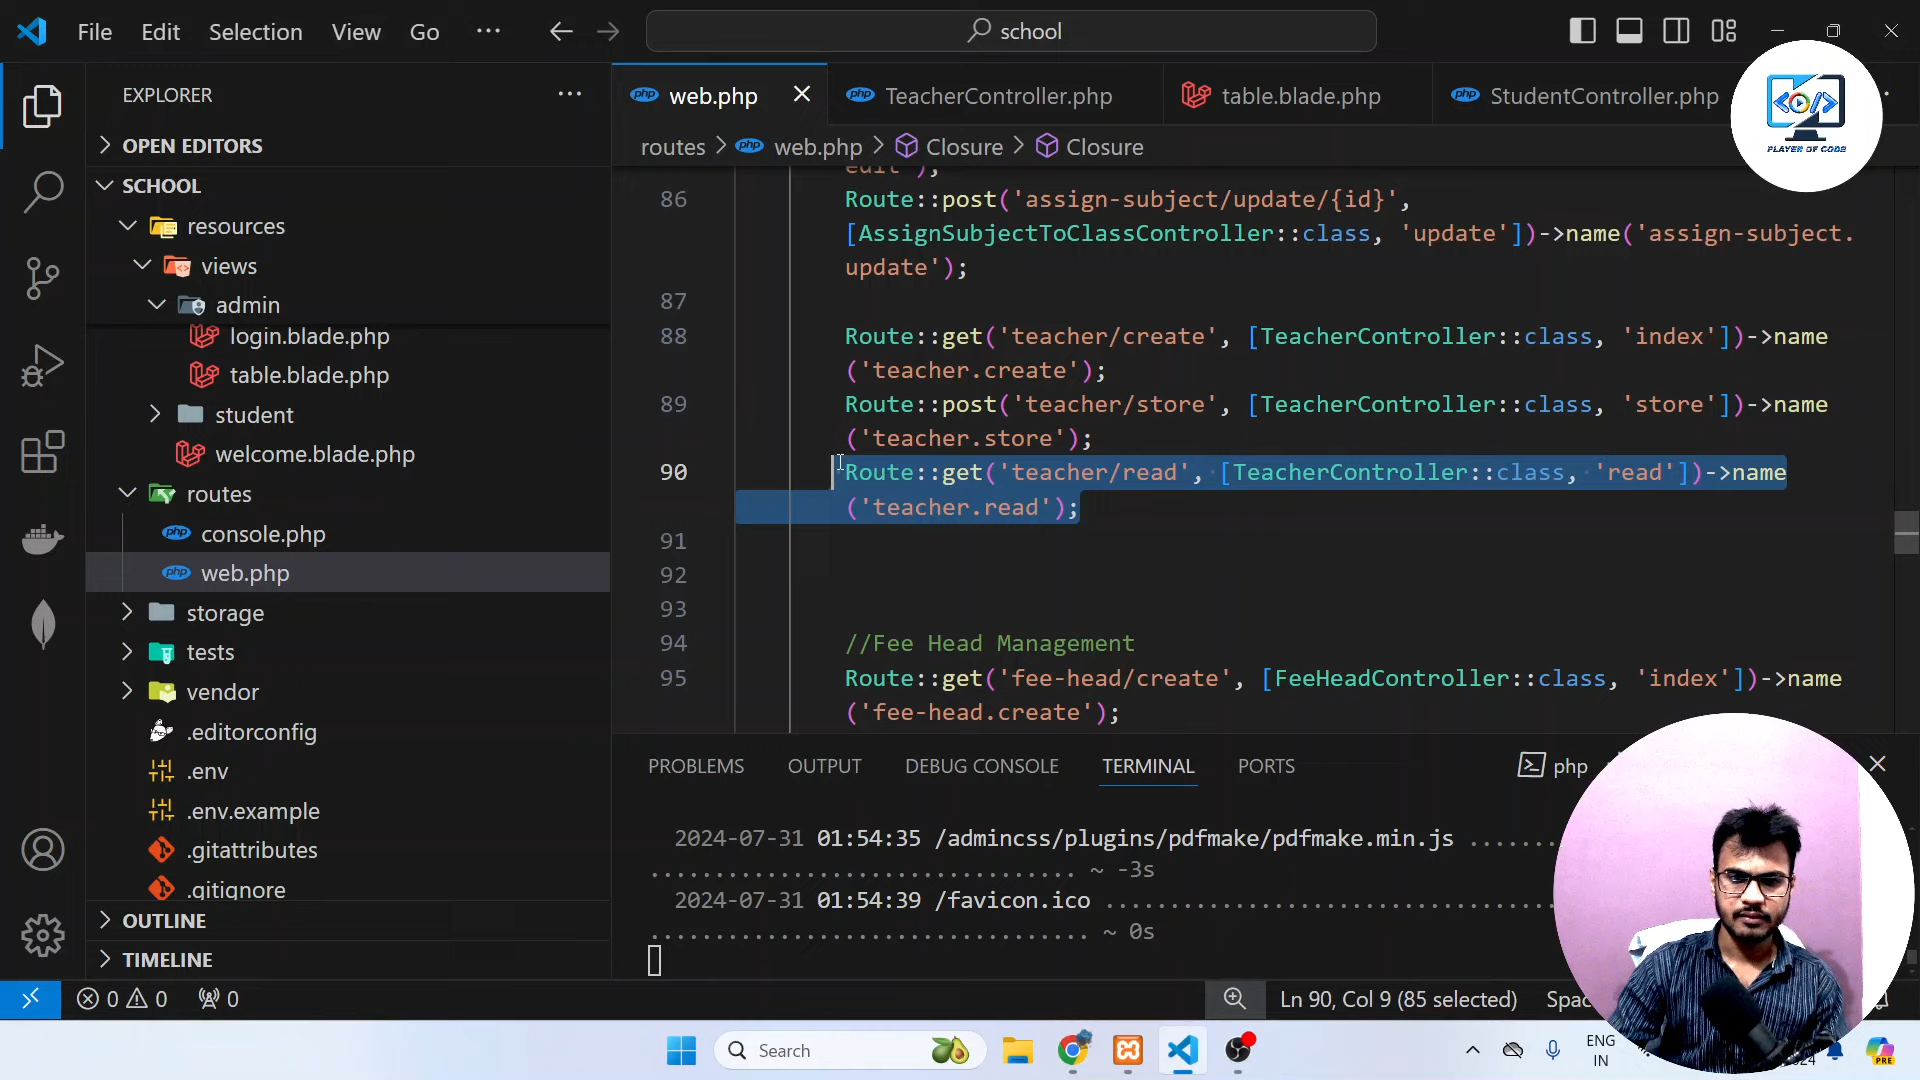 File Edit Selection View Go ··· school
EXPLORER ···
web.php TeacherController.php table.blade.php StudentController.php
PLAYER OF CODE
OPEN EDITORS
routes > web.php > Closure > Closure
SCHOOL
resources
views
admin
login.blade.php
table.blade.php
student
welcome.blade.php
routes
console.php
web.php
storage
tests
vendor
.editorconfig
.env
.env.example
.gitattributes
.gitignore
OUTLINE
TIMELINE
edit');
86 Route::post('assign-subject/update/{id}',
[AssignSubjectToClassController::class, 'update'])->name('assign-subject.
update');
87
88 Route::get('teacher/create', [TeacherController::class, 'index'])->name
('teacher.create');
89 Route::post('teacher/store', [TeacherController::class, 'store'])->name
('teacher.store');
90 Route::get('teacher/read', [TeacherController::class, 'read'])->name
('teacher.read');
91
92
93
94 //Fee Head Management
95 Route::get('fee-head/create', [FeeHeadController::class, 'index'])->name
('fee-head.create');
PROBLEMS OUTPUT DEBUG CONSOLE TERMINAL PORTS php
2024-07-31 01:54:35 /admincss/plugins/pdfmake/pdfmake.min.js ........
............................... ~ -3s
2024-07-31 01:54:39 /favicon.ico .................................
................................ ~ 0s
0 0 0 Ln 90, Col 9 (85 selected)
Search ENG
IN PRE